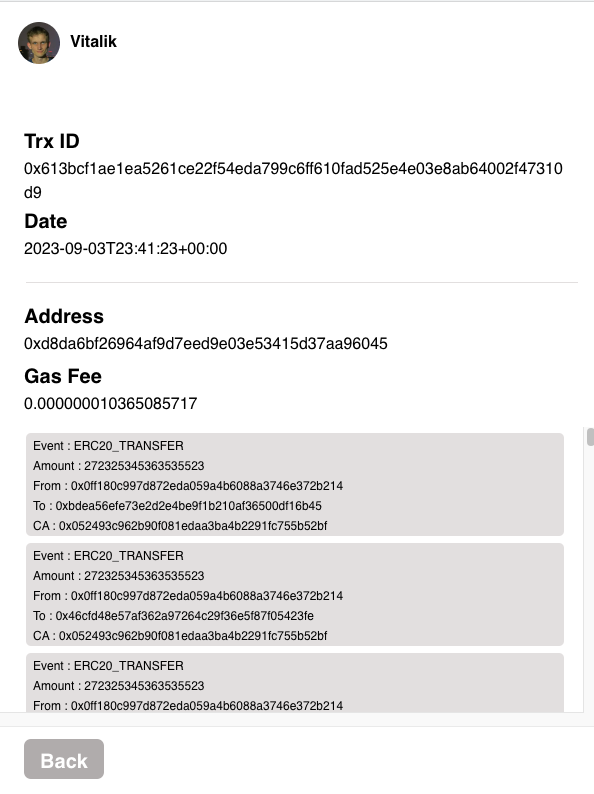 Vitalik
Trx ID
0x613bcf1ae1ea5261ce22f54eda799c6ff610fad525e4e03e8ab64002f47310
d9
Date
2023-09-03T23:41:23+00:00
Address
0xd8da6bf26964af9d7eed9e03e53415d37aa96045
Gas Fee
0.000000010365085717
Event : ERC20_TRANSFER
Amount : 272325345363535523
From : 0x0ff180c997d872eda059a4b6088a3746e372b214
To : 0xbdea56efe73e2d2e4be9f1b210af36500df16b45
CA : 0x052493c962b90f081edaa3ba4b2291fc755b52bf
Event : ERC20_TRANSFER
Amount : 272325345363535523
From : 0x0ff180c997d872eda059a4b6088a3746e372b214
To : 0x46cfd48e57af362a97264c29f36e5f87f05423fe
CA : 0x052493c962b90f081edaa3ba4b2291fc755b52bf
Event : ERC20_TRANSFER
Amount : 272325345363535523
From : 0x0ff180c997d872eda059a4b6088a3746e372b214
Back